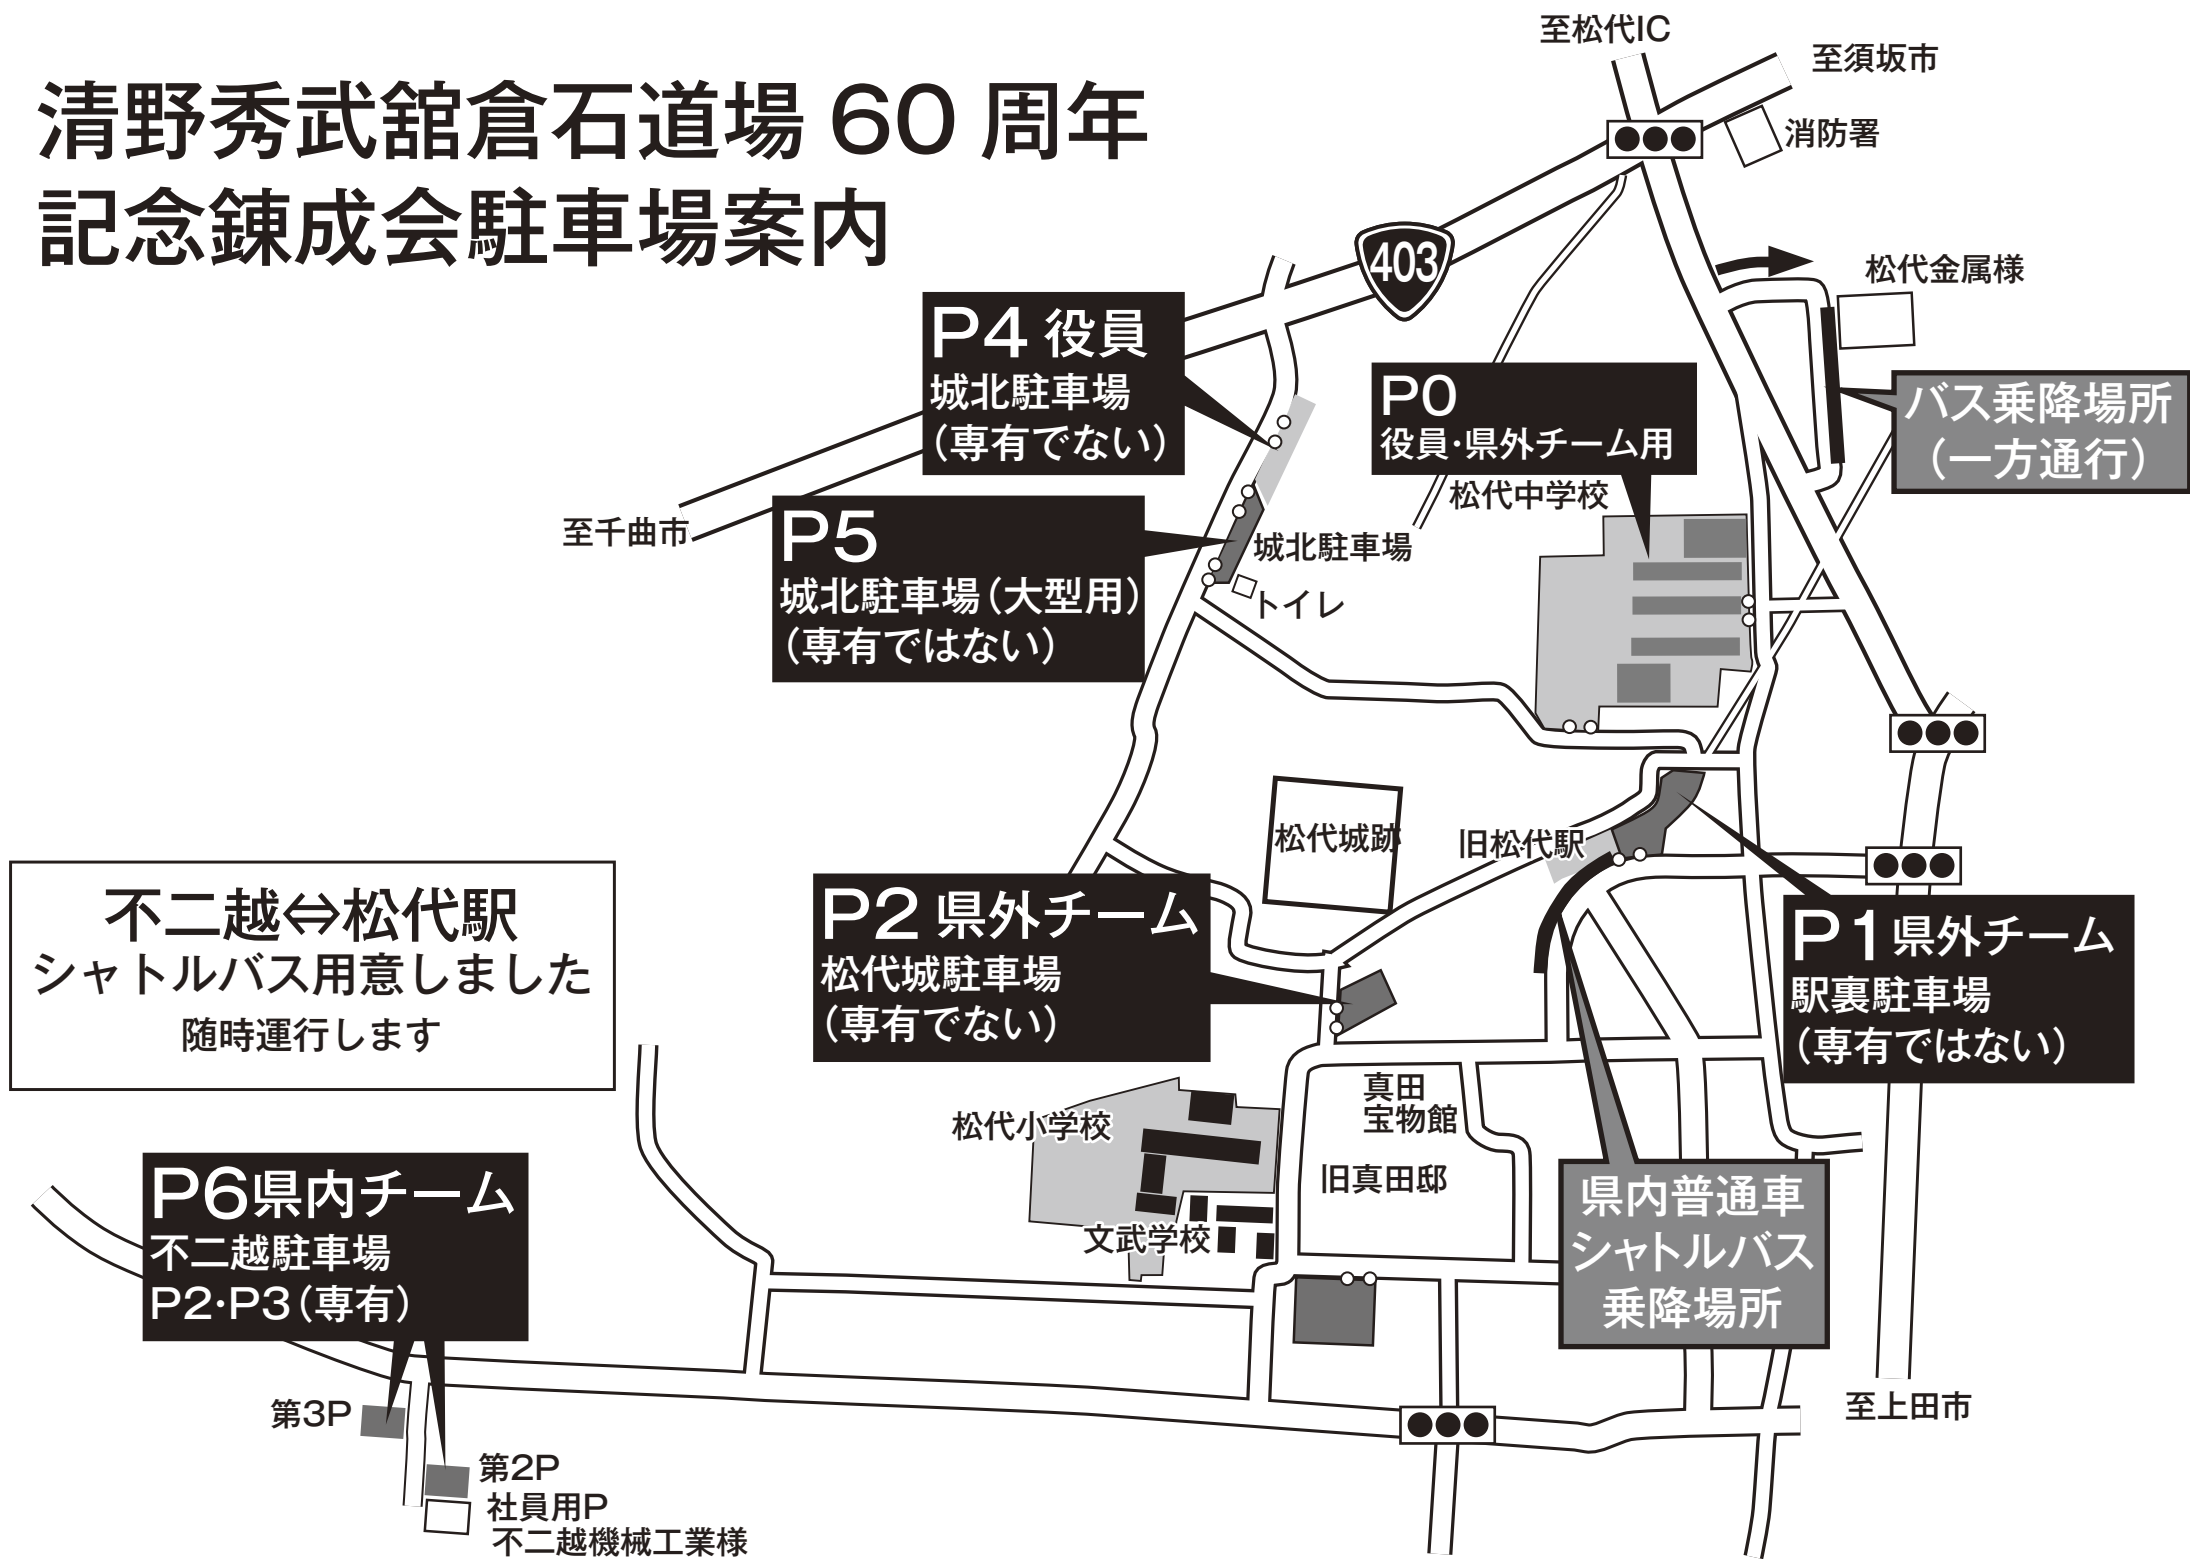 清野秀武舘倉石道場 60 周年
記念錬成会駐車場案内
至松代IC
至須坂市
消防署
403
松代金属様
P4 役員
城北駐車場
（専有でない）
P0
役員・県外チーム用
松代中学校
バス乗降場所
（一方通行）
至千曲市
P5
城北駐車場（大型用）
（専有ではない）
城北駐車場
トイレ
松代城跡
旧松代駅
不二越⇔松代駅
シャトルバス用意しました
随時運行します
P2 県外チーム
松代城駐車場
（専有でない）
P1県外チーム
駅裏駐車場
（専有ではない）
真田
宝物館
松代小学校
旧真田邸
文武学校
県内普通車
シャトルバス
乗降場所
P6県内チーム
不二越駐車場
P2・P3（専有）
至上田市
第3P
第2P
社員用P
不二越機械工業様